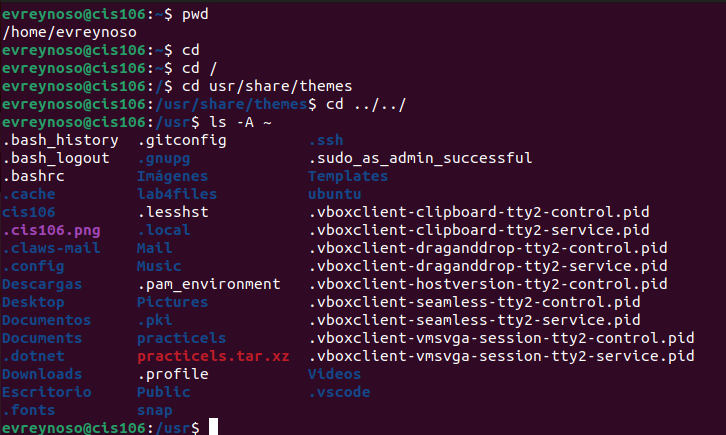 evreynoso@cis106:~$ pwd
/home/evreynoso
evreynoso@cis106:~$ cd
evreynoso@cis106:~$ cd /
evreynoso@cis106:/$ cd usr/share/themes
evreynoso@cis106:/usr/share/themes$ cd ../../
evreynoso@cis106:/usr$ ls -A ~
.bash_history .gitconfig .ssh
.bash_logout .gnupg .sudo_as_admin_successful
.bashrc Imágenes Templates
.cache lab4files ubuntu
cis106 .lesshst .vboxclient-clipboard-tty2-control.pid
.cis106.png .local .vboxclient-clipboard-tty2-service.pid
.claws-mail Mail .vboxclient-draganddrop-tty2-control.pid
.config Music .vboxclient-draganddrop-tty2-service.pid
Descargas .pam_environment .vboxclient-hostversion-tty2-control.pid
Desktop Pictures .vboxclient-seamless-tty2-control.pid
Documentos .pki .vboxclient-seamless-tty2-service.pid
Documents practicels .vboxclient-vmsvga-session-tty2-control.pid
.dotnet practicels.tar.xz .vboxclient-vmsvga-session-tty2-service.pid
Downloads .profile Videos
Escritorio Public .vscode
.fonts snap
evreynoso@cis106:/usr$